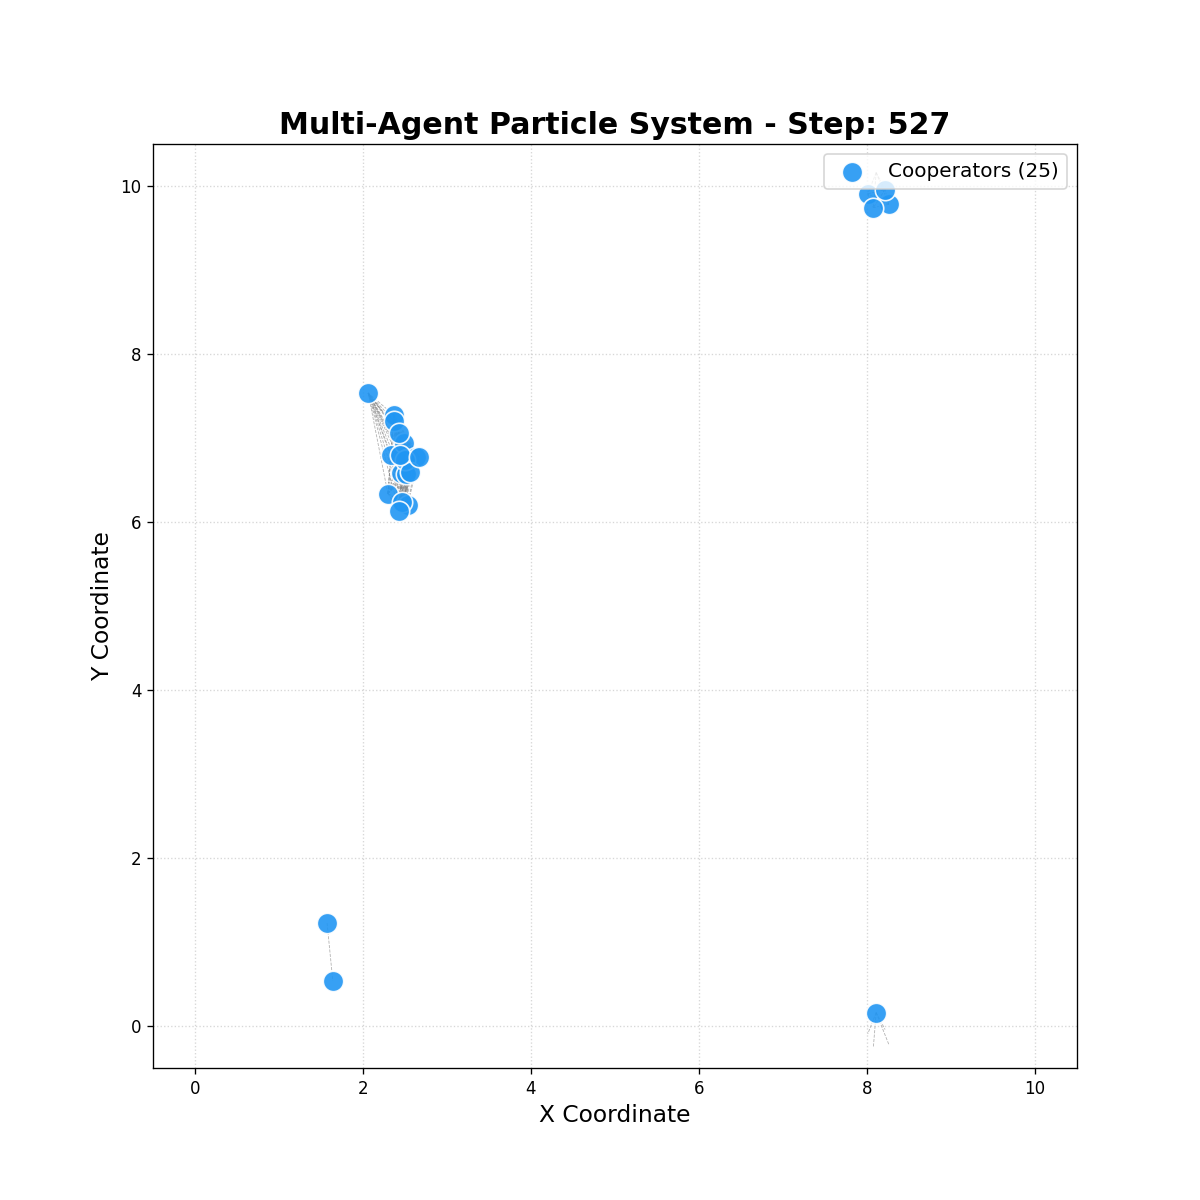 Multi-Agent Particle System - Step: 527
Cooperators (25)
10
8
6
4
2
0
Y Coordinate
0 2 4 6 8 10
X Coordinate